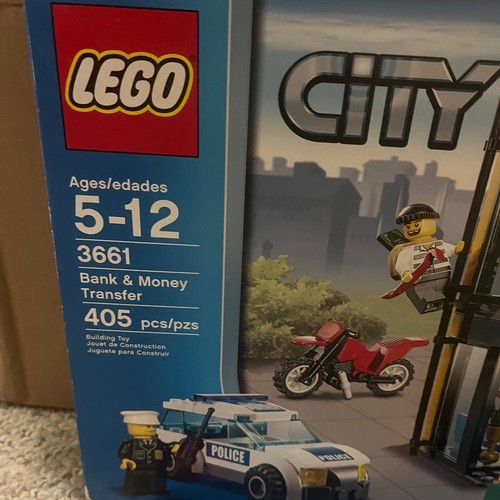 LEGO
CITY
Ages/edades
5-12
3661
Bank & Money
Transfer
405 pcs/pzs
Building Toy
Jouet de Construction
Juguete para Construir
POLICE
POLICE